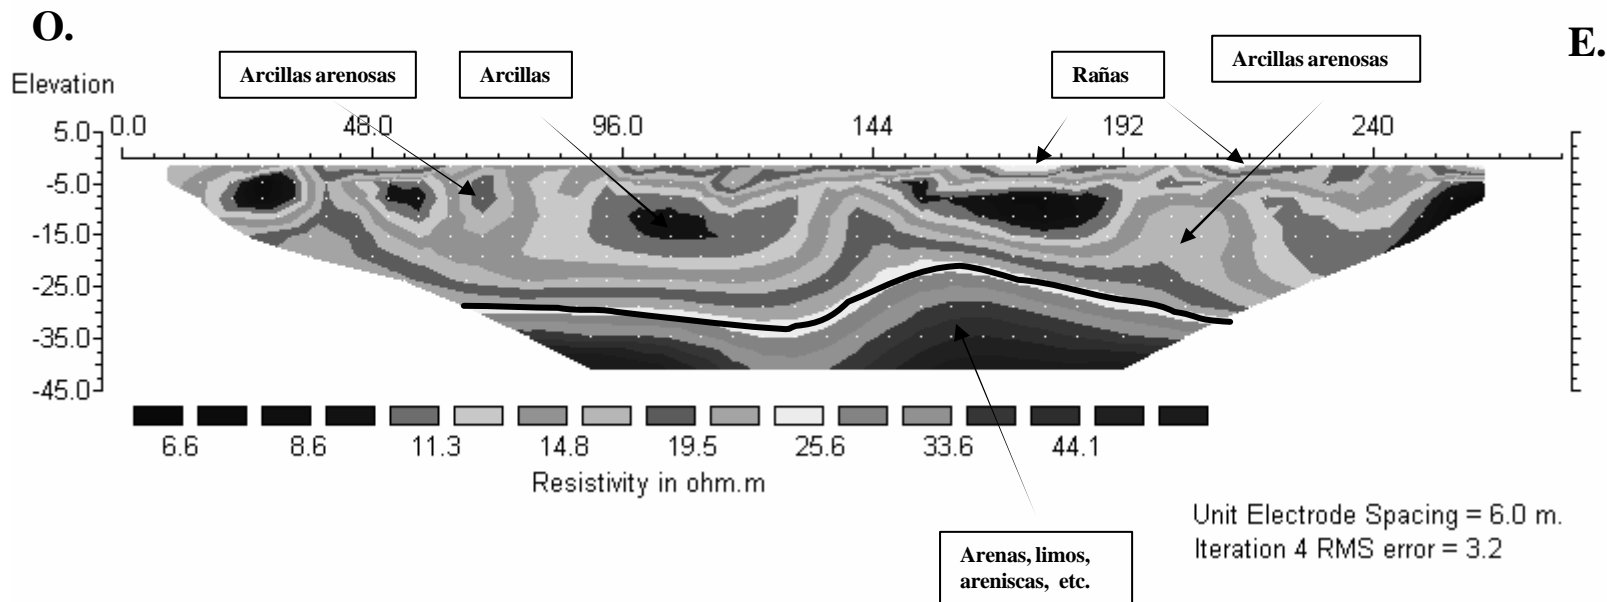 O.
E.
Arcillas arenosas
Arcillas
Rañas
Arcillas arenosas
Elevation
0.0 48.0 96.0 144 192 240
5.0
-5.0
-15.0
-25.0
-35.0
-45.0
6.6 8.6 11.3 14.8 19.5 25.6 33.6 44.1
Resistivity in ohm.m
Unit Electrode Spacing = 6.0 m.
Iteration 4 RMS error = 3.2
Arenas, limos,
areniscas, etc.